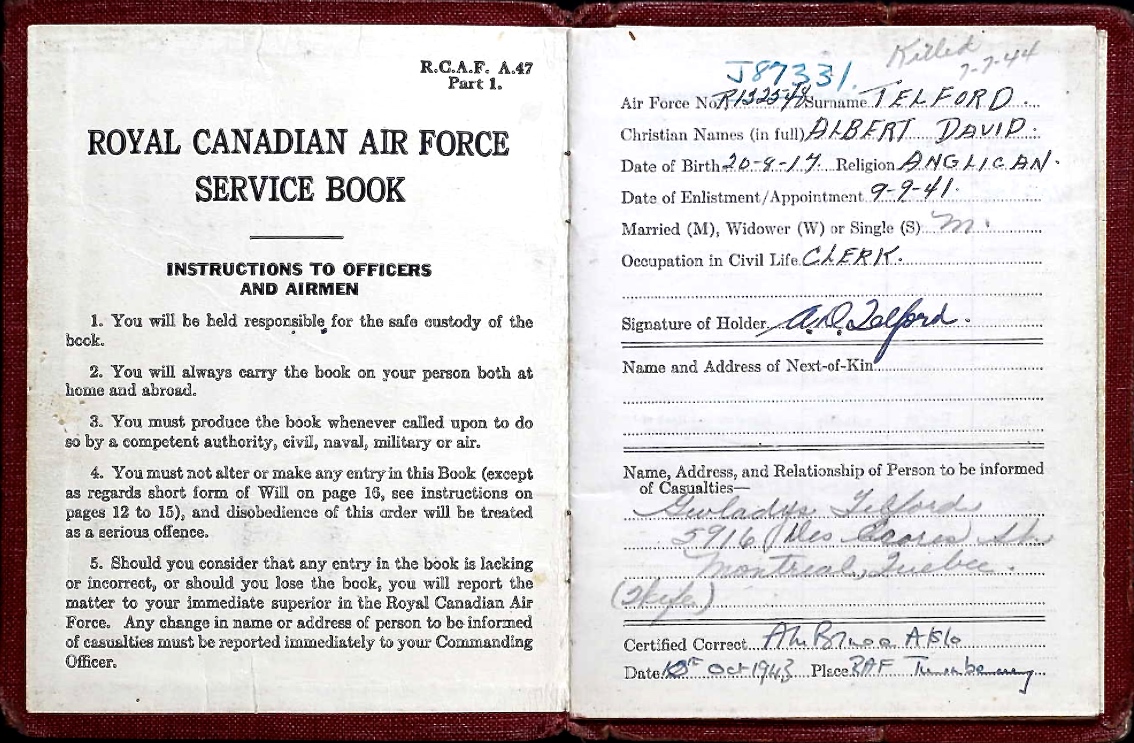 R.C.A.F. A.47
Part 1.
ROYAL CANADIAN AIR FORCE
SERVICE BOOK
INSTRUCTIONS TO OFFICERS
AND AIRMEN
1. You will be held responsible for the safe custody of the
book.
2. You will always carry the book on your person both at
home and abroad.
3. You must produce the book whenever called upon to do
so by a competent authority, civil, naval, military or air.
4. You must not alter or make any entry in this Book (except
as regards short form of Will on page 16, see instructions on
pages 12 to 15), and disobedience of this order will be treated
as a serious offence.
5. Should you consider that any entry in the book is lacking
or incorrect, or should you lose the book, you will report the
matter to your immediate superior in the Royal Canadian Air
Force. Any change in name or address of person to be informed
of casualties must be reported immediately to your Commanding
Officer.
Killed
7-7-44
J87331.
Air Force No. R132548 Surname TELFORD.
Christian Names (in full) ALBERT DAVID.
Date of Birth 20-8-17. Religion ANGLICAN.
Date of Enlistment/Appointment 9-9-41.
Married (M), Widower (W) or Single (S) m.
Occupation in Civil Life CLERK.
Signature of Holder A.D. Telford.
Name and Address of Next-of-Kin
Name, Address, and Relationship of Person to be informed
of Casualties—
Gwladys Telford
5916 Des
Montreal, Quebec.
(Wife)
Certified Correct
Date Oct 1943 Place RAF Turnberry